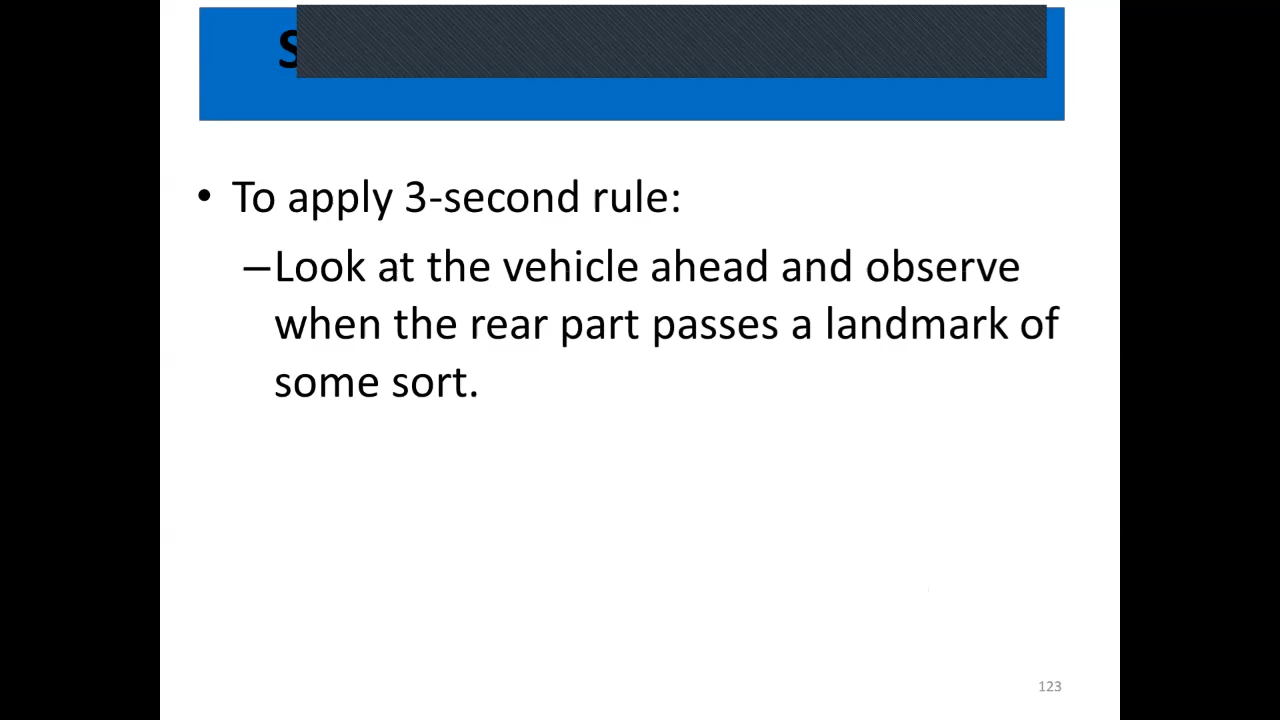 • To apply 3-second rule:
–Look at the vehicle ahead and observe
when the rear part passes a landmark of
some sort.
123